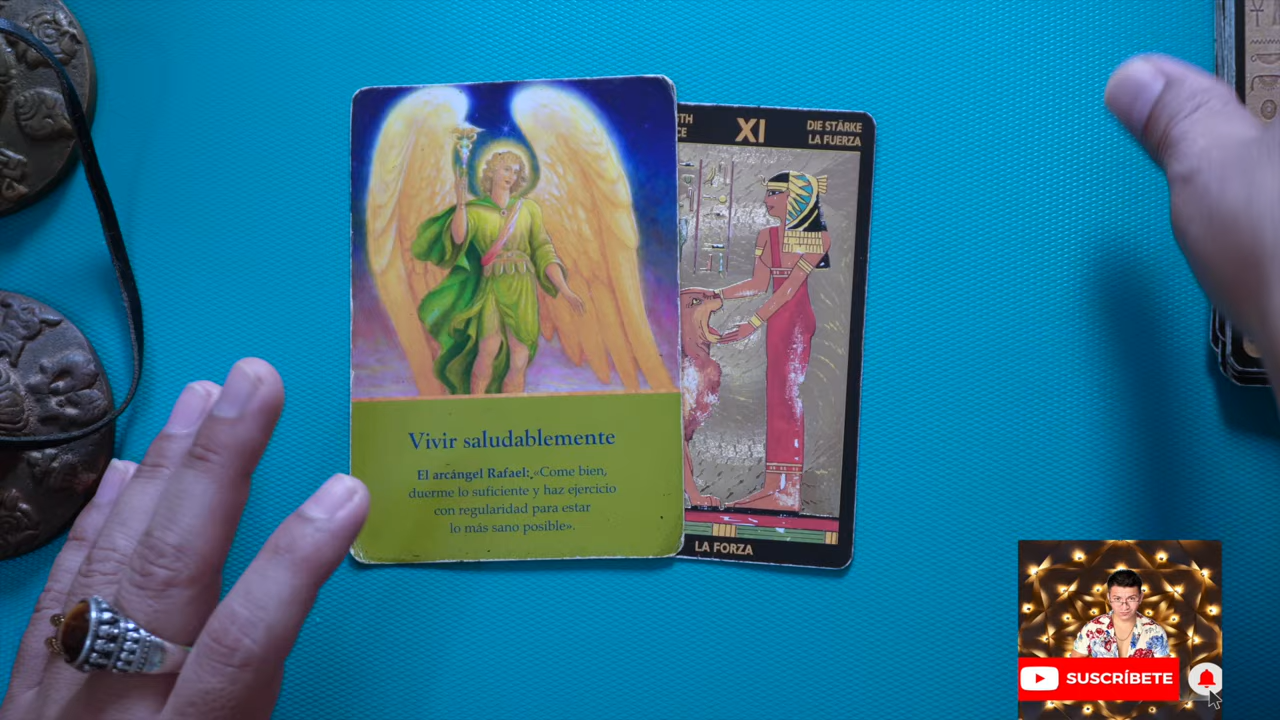 XI
DIE STÄRKE
LA FUERZA
Vivir saludablemente
El arcángel Rafael: «Come bien,
duerme lo suficiente y haz ejercicio
con regularidad para estar
lo más sano posible».
LA FORZA
SUSCRÍBETE